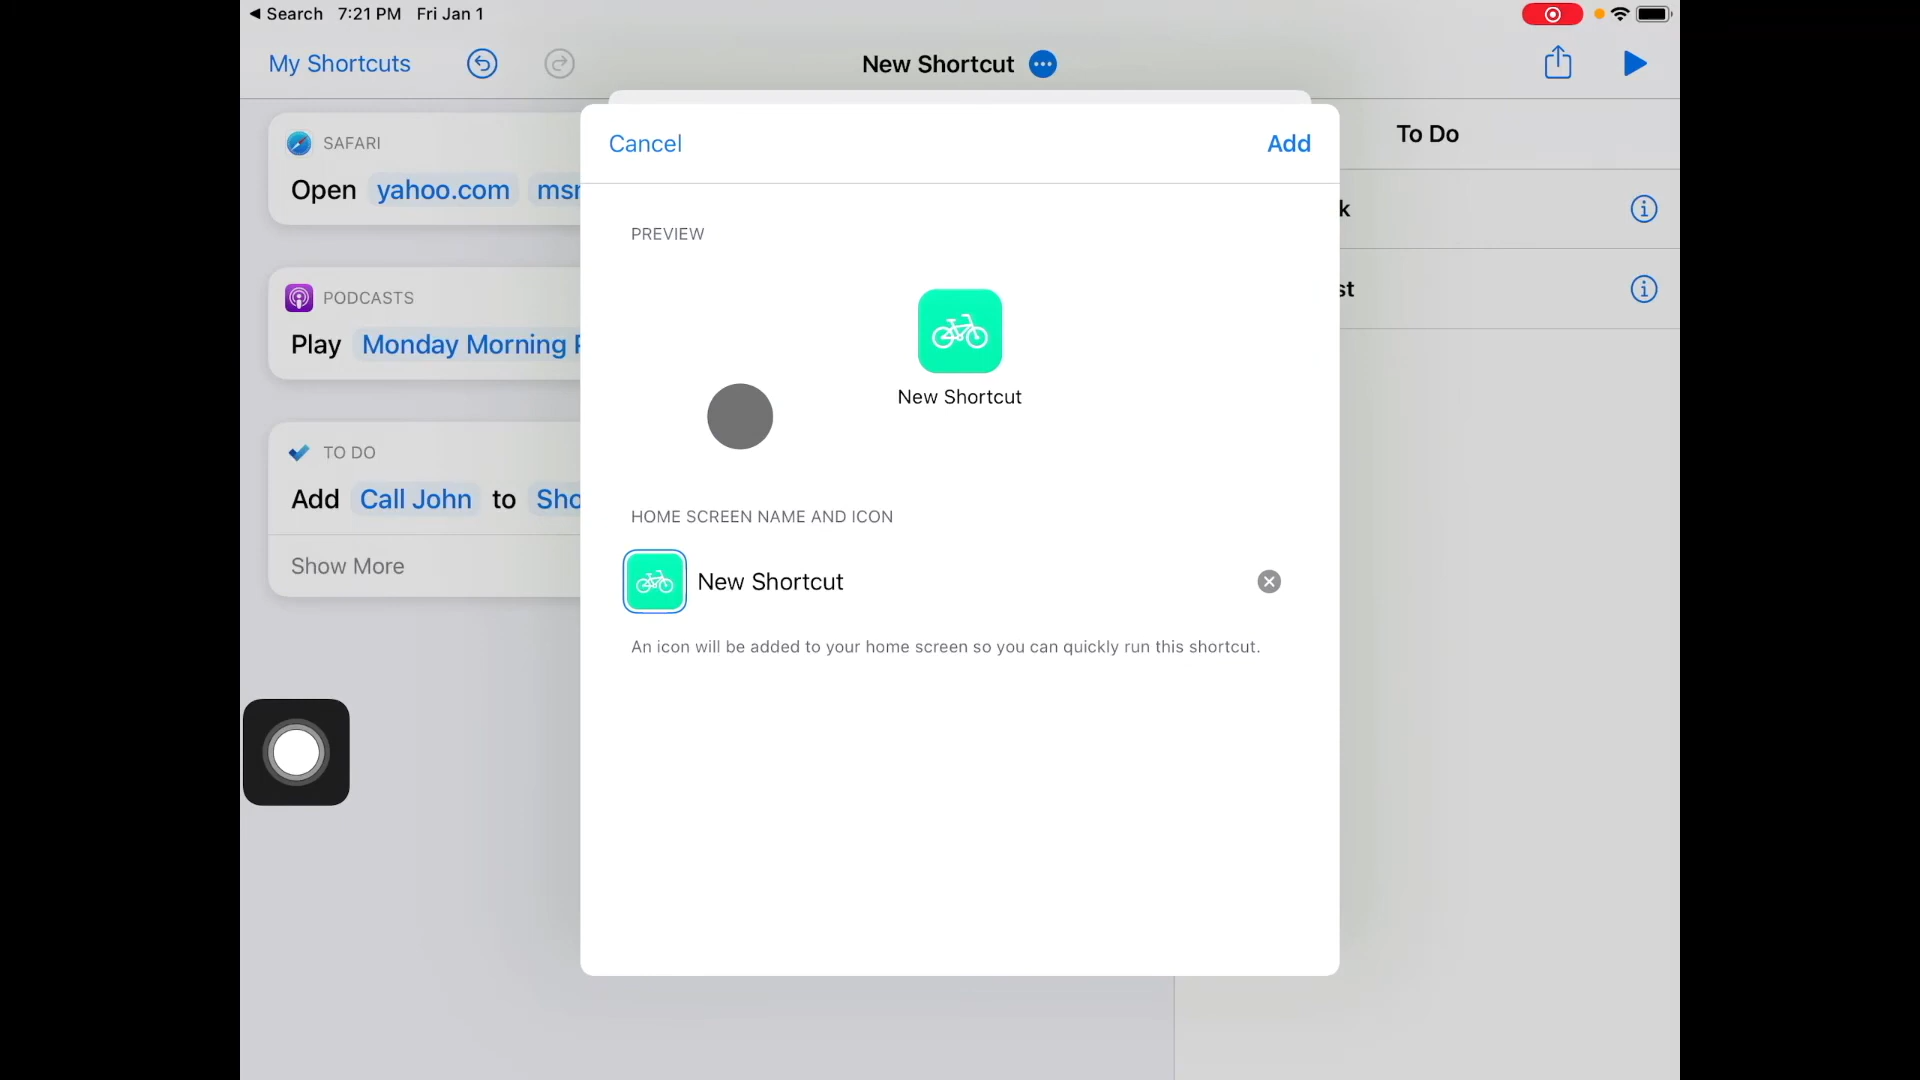 Search 7:21 PM Fri Jan 1
My Shortcuts
New Shortcut
SAFARI
Open yahoo.com
PODCASTS
Play Monday Morning
TO DO
Add Call John to
Show More
Cancel
Add
PREVIEW
New Shortcut
HOME SCREEN NAME AND ICON
New Shortcut
An icon will be added to your home screen so you can quickly run this shortcut.
To Do